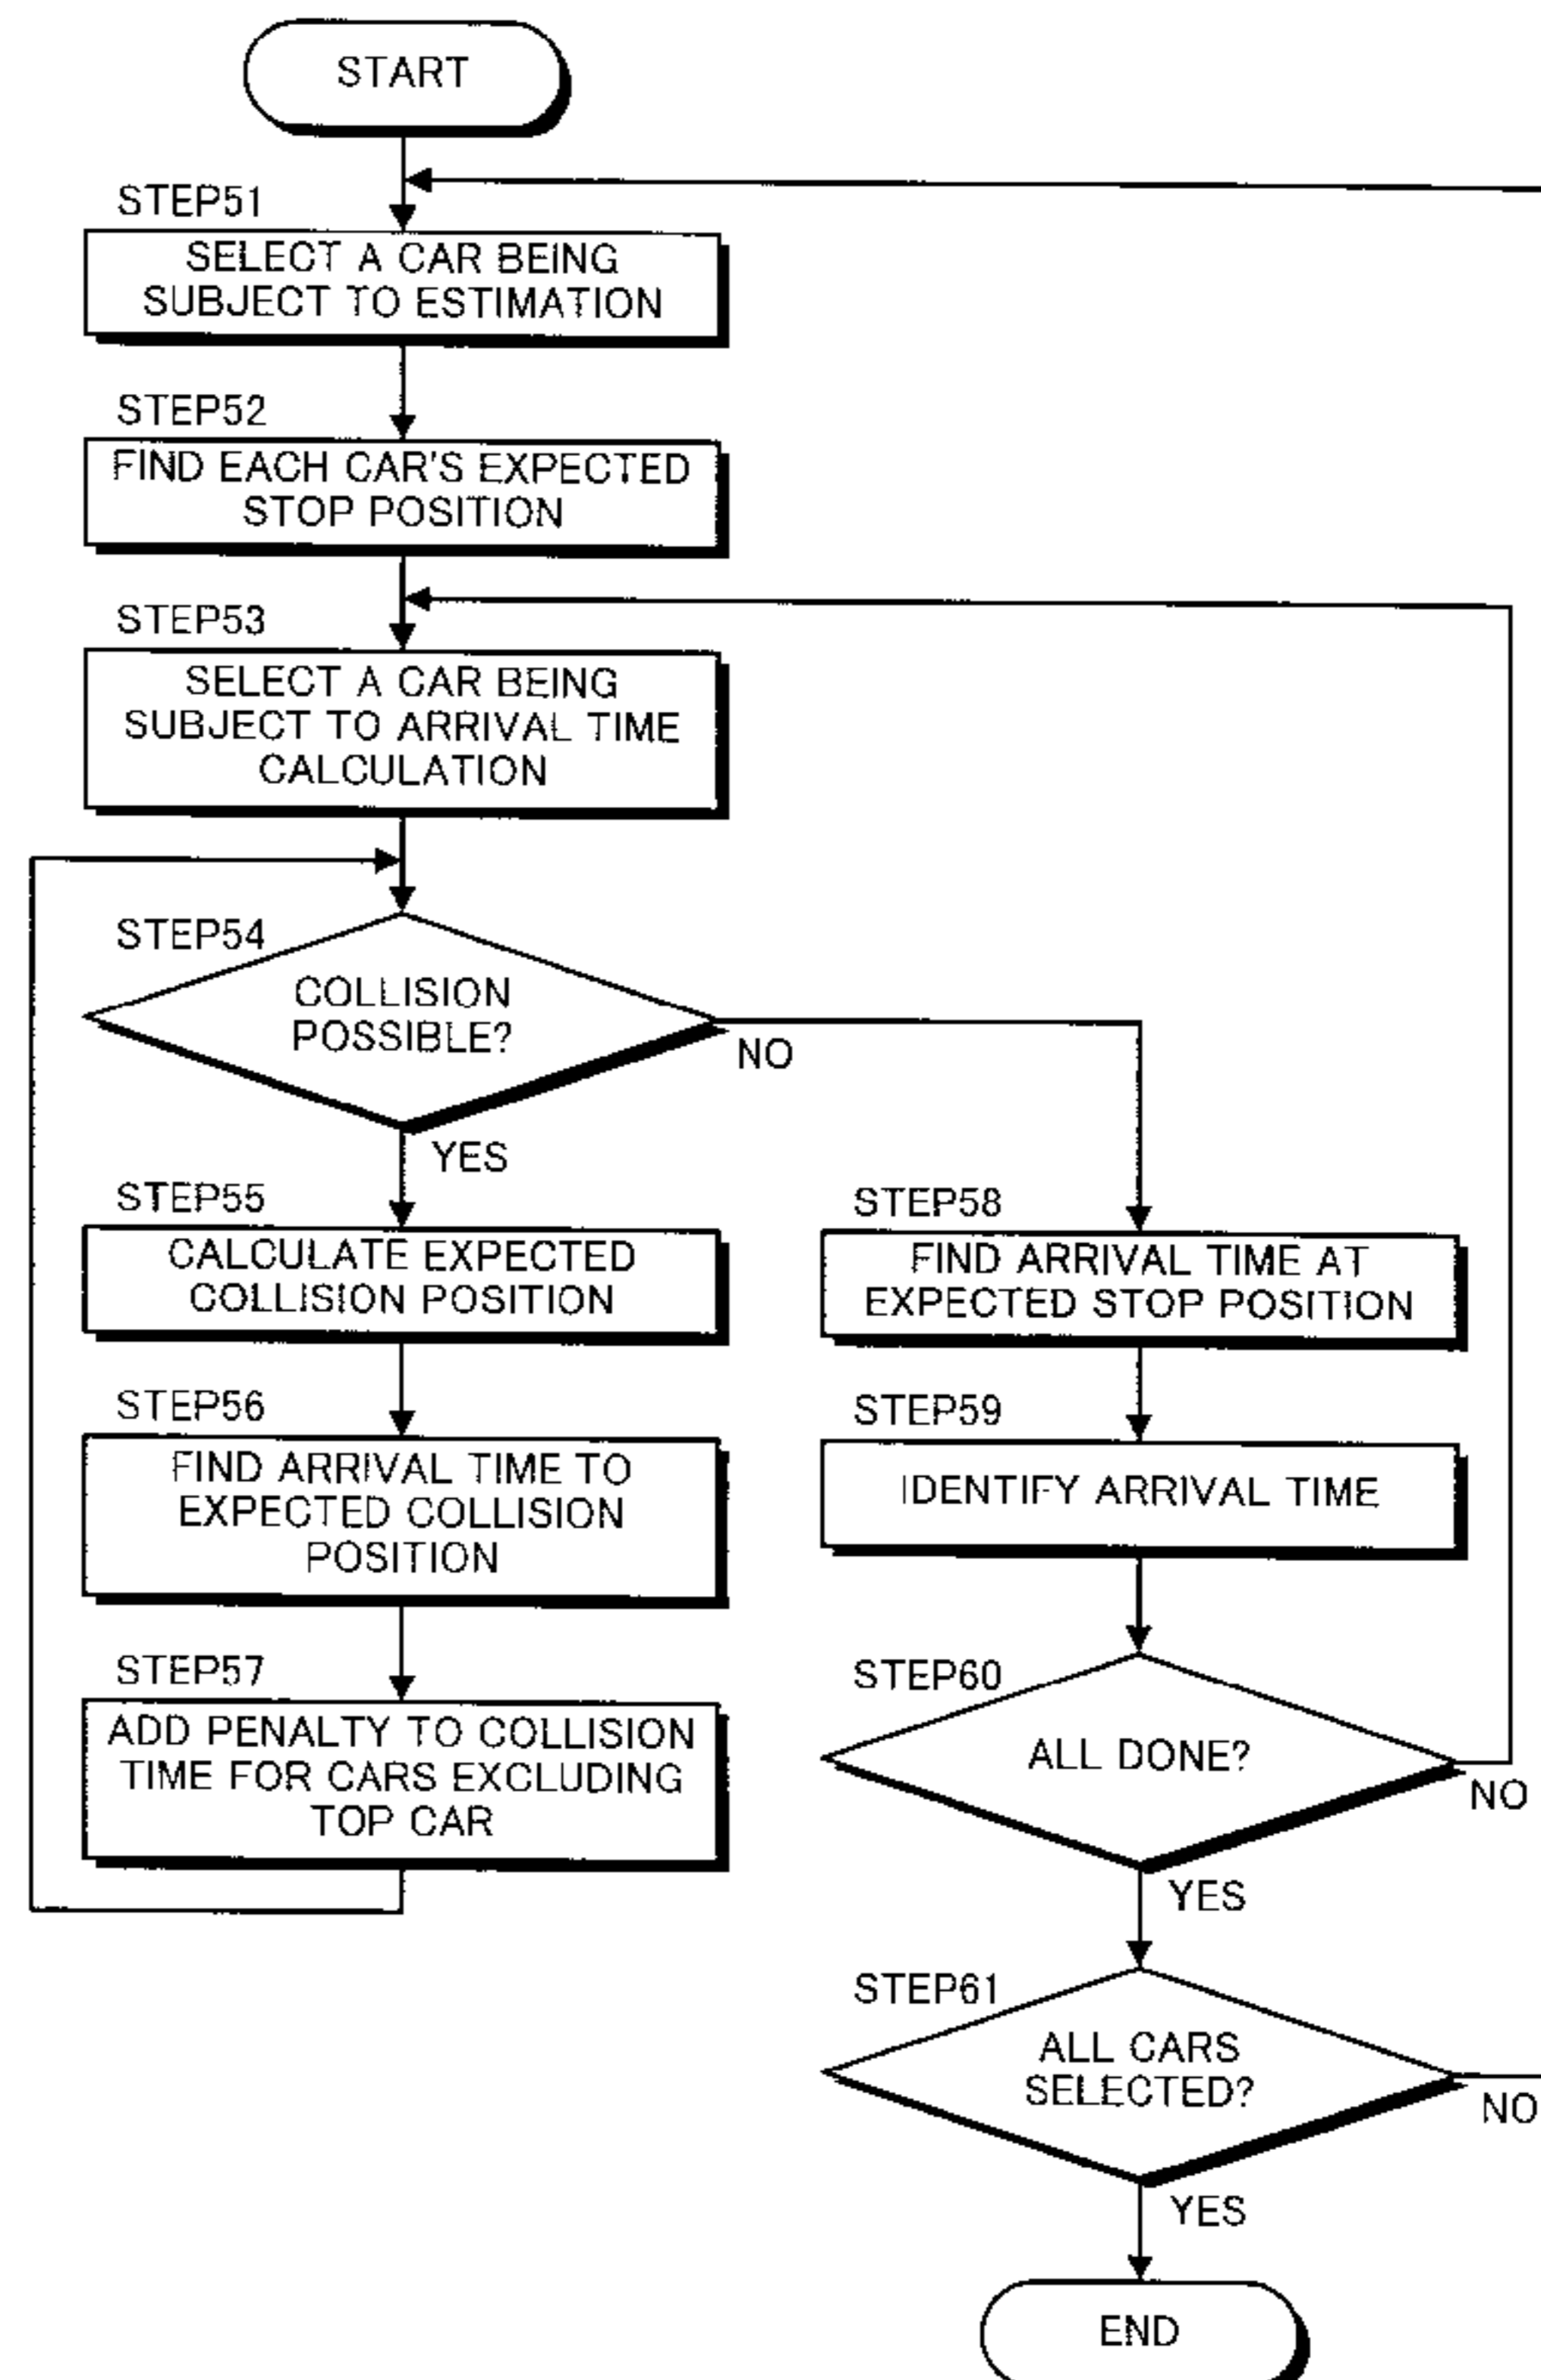 START
STEP51
SELECT A CAR BEING
SUBJECT TO ESTIMATION
STEP52
FIND EACH CAR'S EXPECTED
STOP POSITION
STEP53
SELECT A CAR BEING
SUBJECT TO ARRIVAL TIME
CALCULATION
STEP54
COLLISION
POSSIBLE?
NO
YES
STEP55
CALCULATE EXPECTED
COLLISION POSITION
STEP56
FIND ARRIVAL TIME TO
EXPECTED COLLISION
POSITION
STEP57
ADD PENALTY TO COLLISION
TIME FOR CARS EXCLUDING
TOP CAR
STEP58
FIND ARRIVAL TIME AT
EXPECTED STOP POSITION
STEP59
IDENTIFY ARRIVAL TIME
STEP60
ALL DONE?
NO
YES
STEP61
ALL CARS
SELECTED?
NO
YES
END